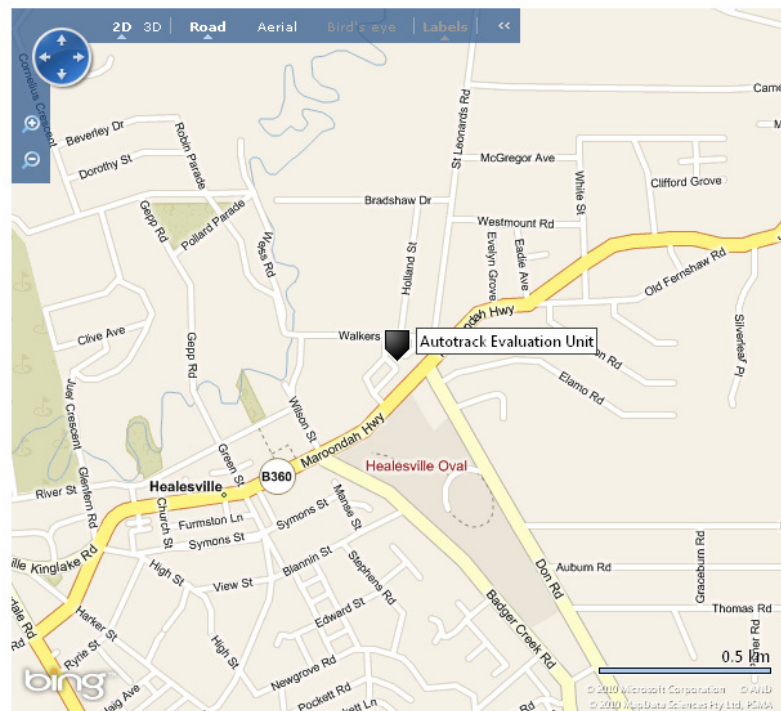 2D 3D Road Aerial Bird's eye Labels «
Cornelius Crescent
Beverley Dr
Robin Parade
Dorothy St
Gepp Rd
Pollard Parade
Wess Rd
Bradshaw Dr
St Leonards Rd
McGregor Ave
White St
Clifford Grove
Westmount Rd
Evelyn Grove
Eadie Ave
Holland St
Old Fernshaw Rd
Silverleaf Pl
Clive Ave
Gepp Rd
Walkers
Hwy
Autotrack Evaluation Unit
Elamo Rd
Juer Crescent
Wilson St
Maroondah Hwy
Green St
Healesville Oval
B360
Healesville
River St
Glenfern Rd
Church St
Furmston Ln
Symons St
Symons St
Manse St
Kinglake Rd
High St
View St
Blannin St
Stephens Rd
Don Rd
Auburn Rd
Graceburn Rd
Thomas Rd
Badger Creek Rd
Edward St
Harker St
High St
Ryrie St
Rd
Newgrove Rd
Pockett Rd
0.5 km
bing
© 2010 Microsoft Corporation © AND
© 2010 MapData Sciences Pty Ltd, PSMA